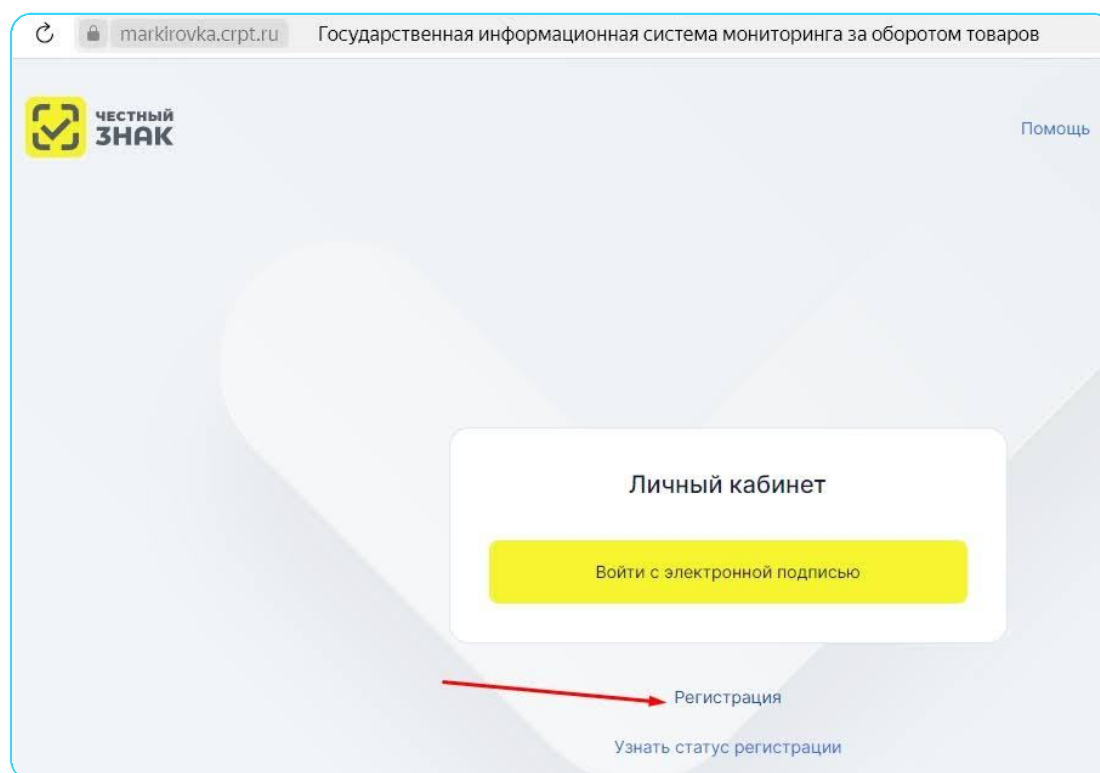 markirovka.crpt.ru Государственная информационная система мониторинга за оборотом товаров
ЧЕСТНЫЙ
ЗНАК
Помощь
Личный кабинет
Войти с электронной подписью
Регистрация
Узнать статус регистрации